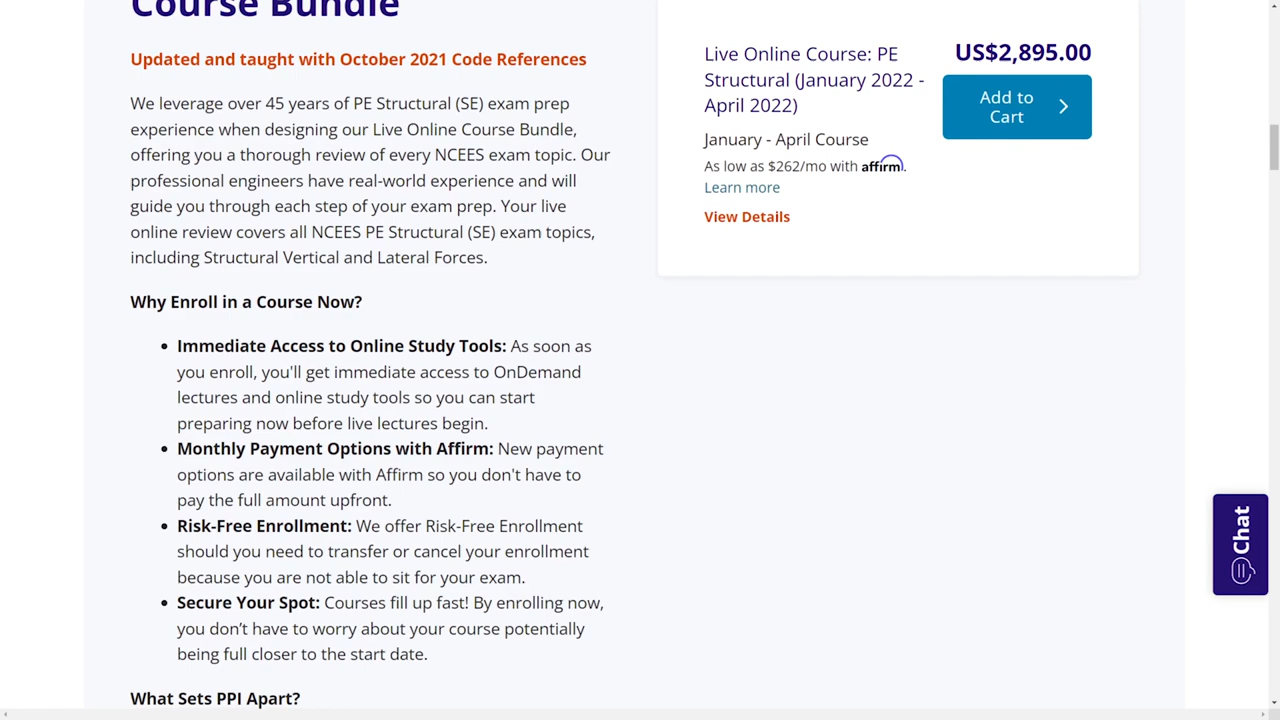 Course Bundle
Updated and taught with October 2021 Code References
We leverage over 45 years of PE Structural (SE) exam prep
experience when designing our Live Online Course Bundle,
offering you a thorough review of every NCEES exam topic. Our
professional engineers have real-world experience and will
guide you through each step of your exam prep. Your live
online review covers all NCEES PE Structural (SE) exam topics,
including Structural Vertical and Lateral Forces.
Why Enroll in a Course Now?
• Immediate Access to Online Study Tools: As soon as
you enroll, you'll get immediate access to OnDemand
lectures and online study tools so you can start
preparing now before live lectures begin.
• Monthly Payment Options with Affirm: New payment
options are available with Affirm so you don't have to
pay the full amount upfront.
• Risk-Free Enrollment: We offer Risk-Free Enrollment
should you need to transfer or cancel your enrollment
because you are not able to sit for your exam.
• Secure Your Spot: Courses fill up fast! By enrolling now,
you don’t have to worry about your course potentially
being full closer to the start date.
What Sets PPI Apart?
Live Online Course: PE
Structural (January 2022 -
April 2022)
January - April Course
As low as $262/mo with affirm.
Learn more
View Details
US$2,895.00
Add to
Cart
Chat